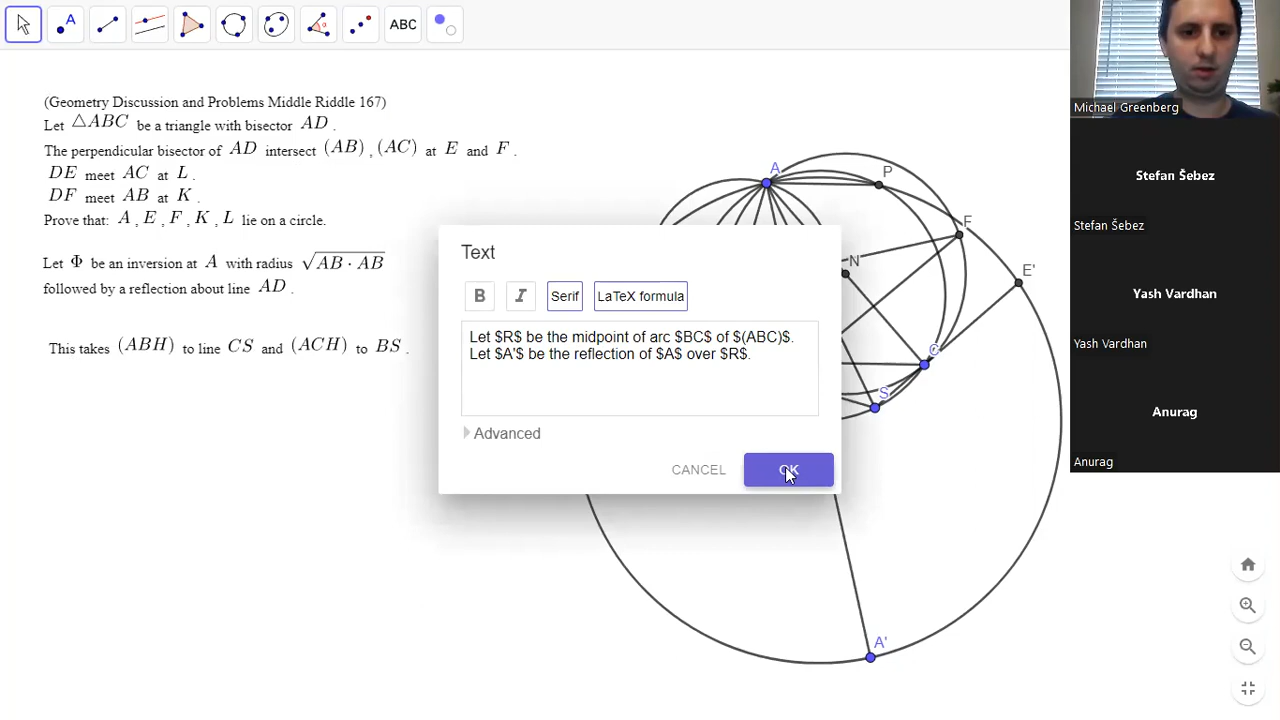 ABC
(Geometry Discussion and Problems Middle Riddle 167)
Let △ABC be a triangle with bisector AD .
The perpendicular bisector of AD intersect (AB) , (AC) at E and F .
DE meet AC at L .
DF meet AB at K .
Prove that: A , E , F , K , L lie on a circle.
Let Φ be an inversion at A with radius √AB · AB
followed by a reflection about line AD .
This takes (ABH) to line CS and (ACH) to BS .
Text
B I Serif LaTeX formula
Let $R$ be the midpoint of arc $BC$ of $(ABC)$.
Let $A'$ be the reflection of $A$ over $R$.
Advanced
CANCEL OK
A
P
F
N
E'
C
S
A'
Michael Greenberg
Stefan Šebez
Stefan Šebez
Yash Vardhan
Yash Vardhan
Anurag
Anurag